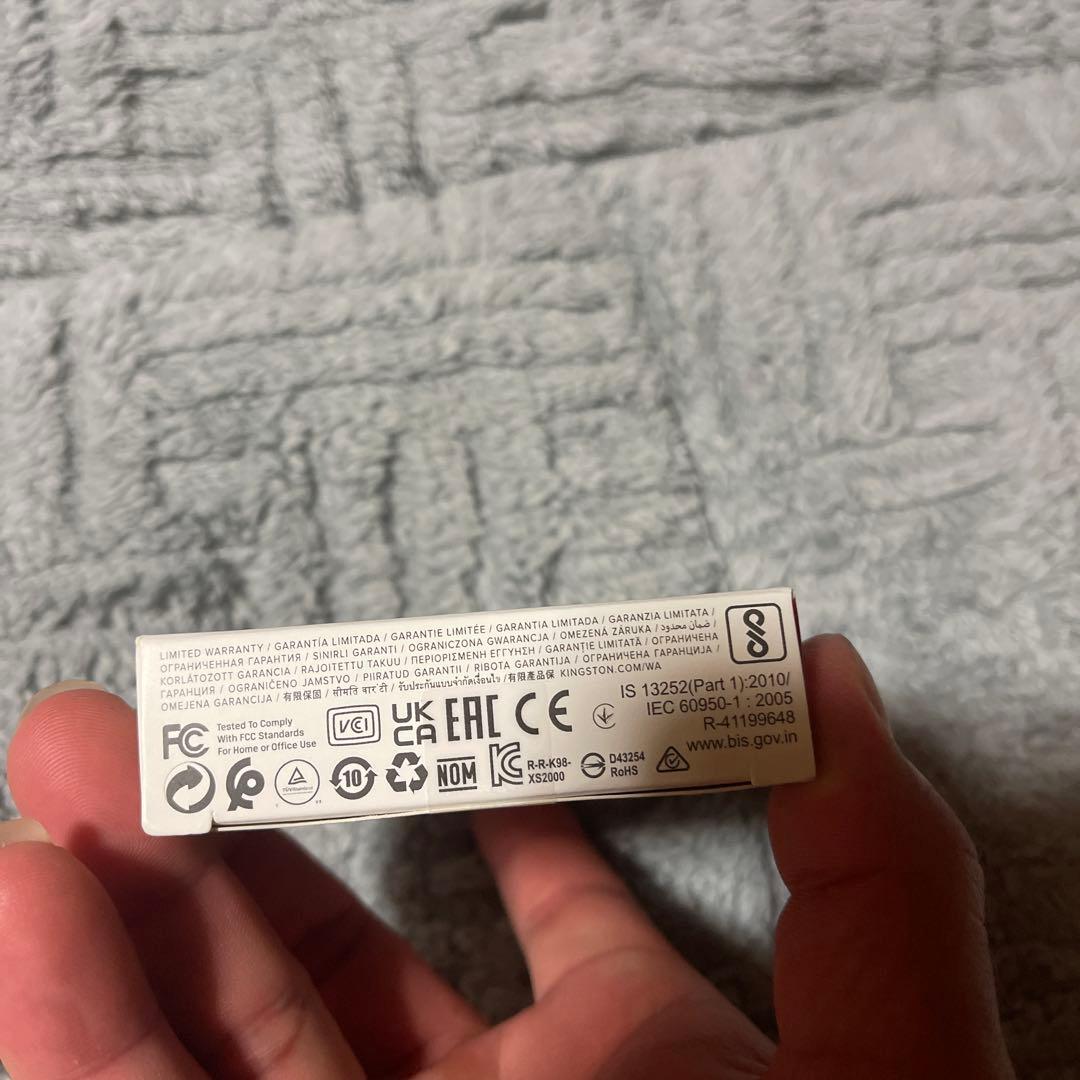 LIMITED WARRANTY / GARANTÍA LIMITADA / GARANTIE LIMITÉE / GARANTIA LIMITADA / GARANZIA LIMITATA /
ОГРАНИЧЕННАЯ ГАРАНТИЯ / SINIRLI GARANTI / OGRANICZONA GWARANCJA / OMEZENÁ ZÁRUKA / ضمان محدود /
KORLÁTOZOTT GARANCIA / RAJOITETTU TAKUU / ΠΕΡΙΟΡΙΣΜΕΝΗ ΕΓΓΥΗΣΗ / GARANȚIE LIMITATĂ / ОГРАНИЧЕНА
ГАРАНЦИЯ / OGRANIČENO JAMSTVO / PIIRATUD GARANTII / RIBOTA GARANTIJA / ОГРАНИЧЕНА ГАРАНЦИЈА /
OMEJENA GARANCIJA / 有限保固 / सीमित वारंटी / รับประกันแบบจำกัดเงื่อนไข / 有限產品保 KINGSTON.COM/WA
FC Tested To Comply
With FCC Standards
For Home or Office Use
VCI
UK
CA
EAC
CE
IS 13252(Part 1):2010/
IEC 60950-1 : 2005
R-41199648
www.bis.gov.in
TÜVRheinland
10
NOM
KC
R-R-K98-
XS2000
D43254
RoHS